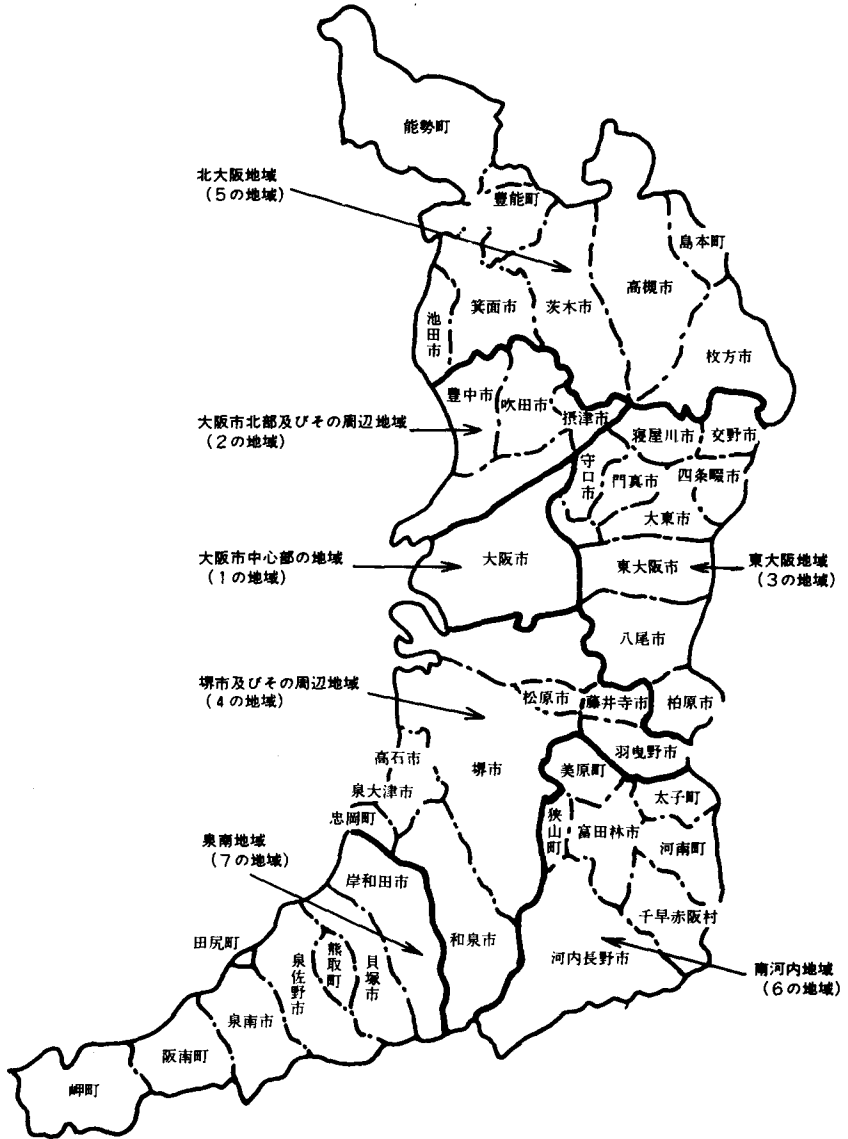 能勢町
北大阪地域
(5の地域)
豊能町
島本町
高槻市
箕面市
茨木市
池田市
枚方市
豊中市
吹田市
摂津市
大阪市北部及びその周辺地域
(2の地域)
寝屋川市
交野市
守口市
門真市
四条畷市
大東市
大阪市中心部の地域
(1の地域)
大阪市
東大阪市
東大阪地域
(3の地域)
八尾市
堺市及びその周辺地域
(4の地域)
松原市
藤井寺市
柏原市
羽曳野市
高石市
堺市
美原町
泉大津市
太子町
忠岡町
狭山町
富田林市
泉南地域
(7の地域)
河南町
岸和田市
千早赤阪村
和泉市
田尻町
熊取町
貝塚市
泉佐野市
河内長野市
南河内地域
(6の地域)
泉南市
阪南町
岬町